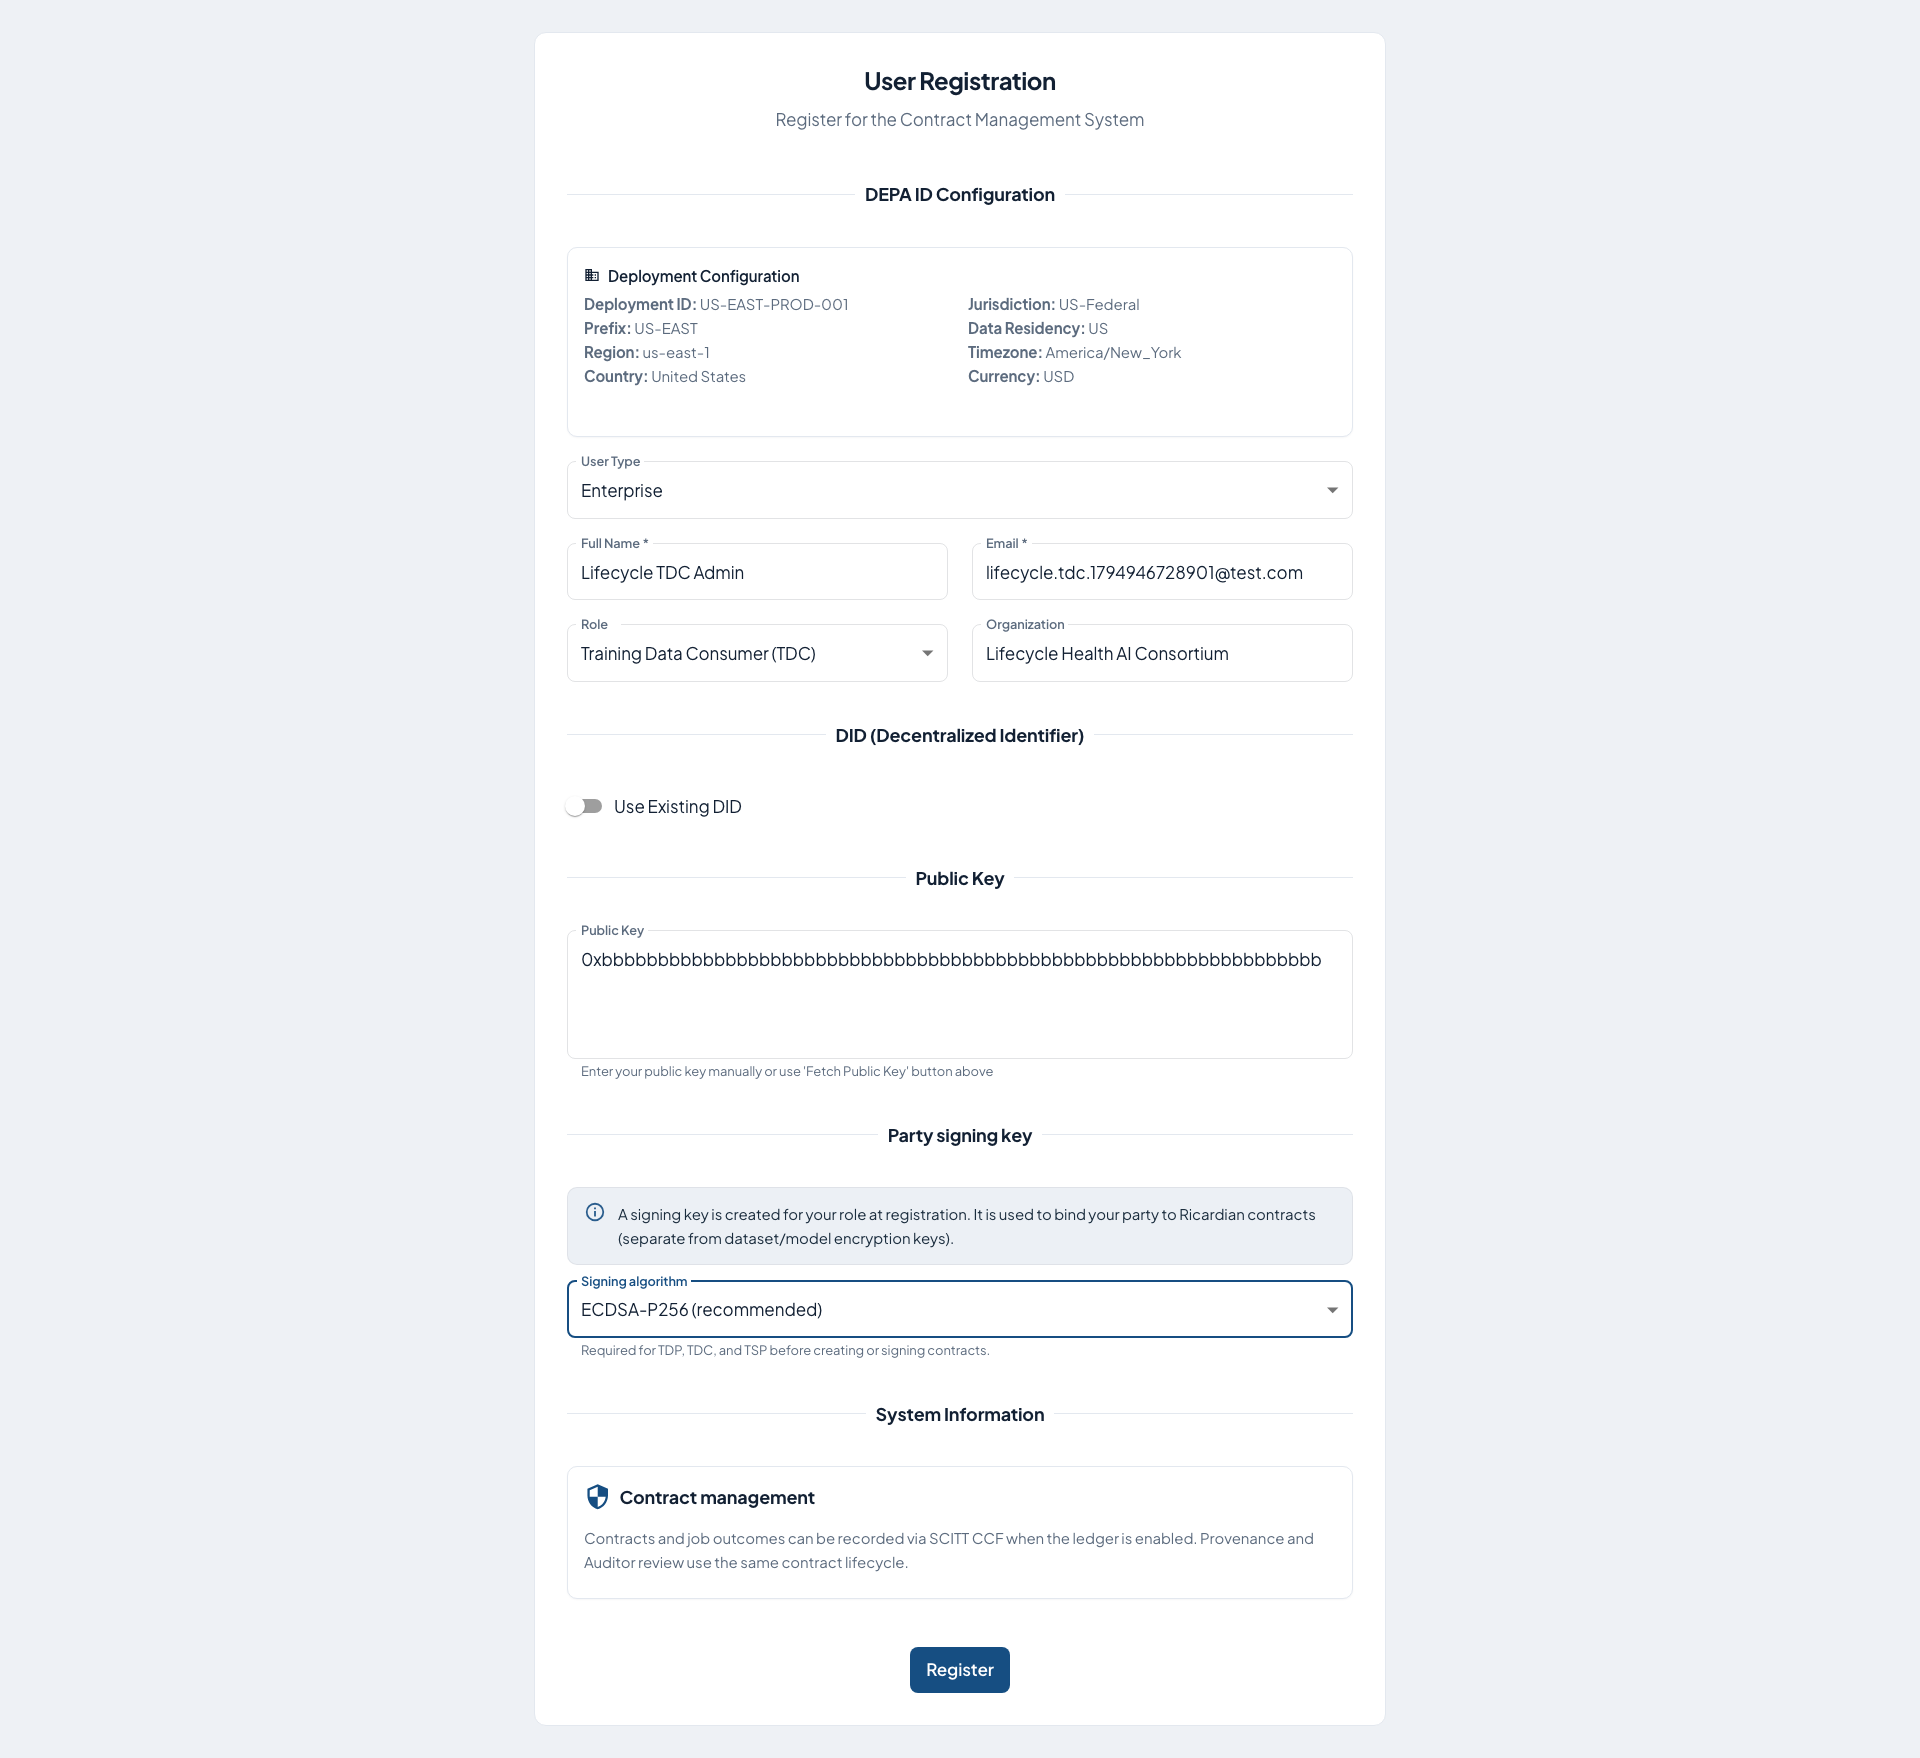 User Registration
Register for the Contract Management System
DEPA ID Configuration
Deployment Configuration
Deployment ID: US-EAST-PROD-001
Jurisdiction: US-Federal
Prefix: US-EAST
Data Residency: US
Region: us-east-1
Timezone: America/New_York
Country: United States
Currency: USD
User Type
Enterprise
Full Name *
Lifecycle TDC Admin
Email *
lifecycle.tdc.1794946728901@test.com
Role
Training Data Consumer (TDC)
Organization
Lifecycle Health AI Consortium
DID (Decentralized Identifier)
Use Existing DID
Public Key
Public Key
0xbbbbbbbbbbbbbbbbbbbbbbbbbbbbbbbbbbbbbbbbbbbbbbbbbbbbbbbbbbbbbbbb
Enter your public key manually or use 'Fetch Public Key' button above
Party signing key
A signing key is created for your role at registration. It is used to bind your party to Ricardian contracts
(separate from dataset/model encryption keys).
Signing algorithm
ECDSA-P256 (recommended)
Required for TDP, TDC, and TSP before creating or signing contracts.
System Information
Contract management
Contracts and job outcomes can be recorded via SCITT CCF when the ledger is enabled. Provenance and
Auditor review use the same contract lifecycle.
Register